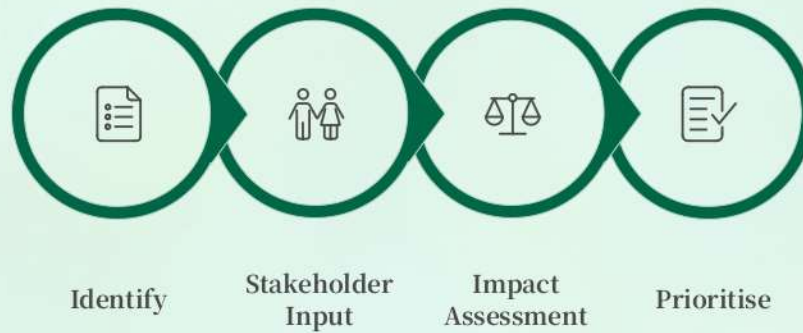 Identify
Stakeholder
Input
Impact
Assessment
Prioritise